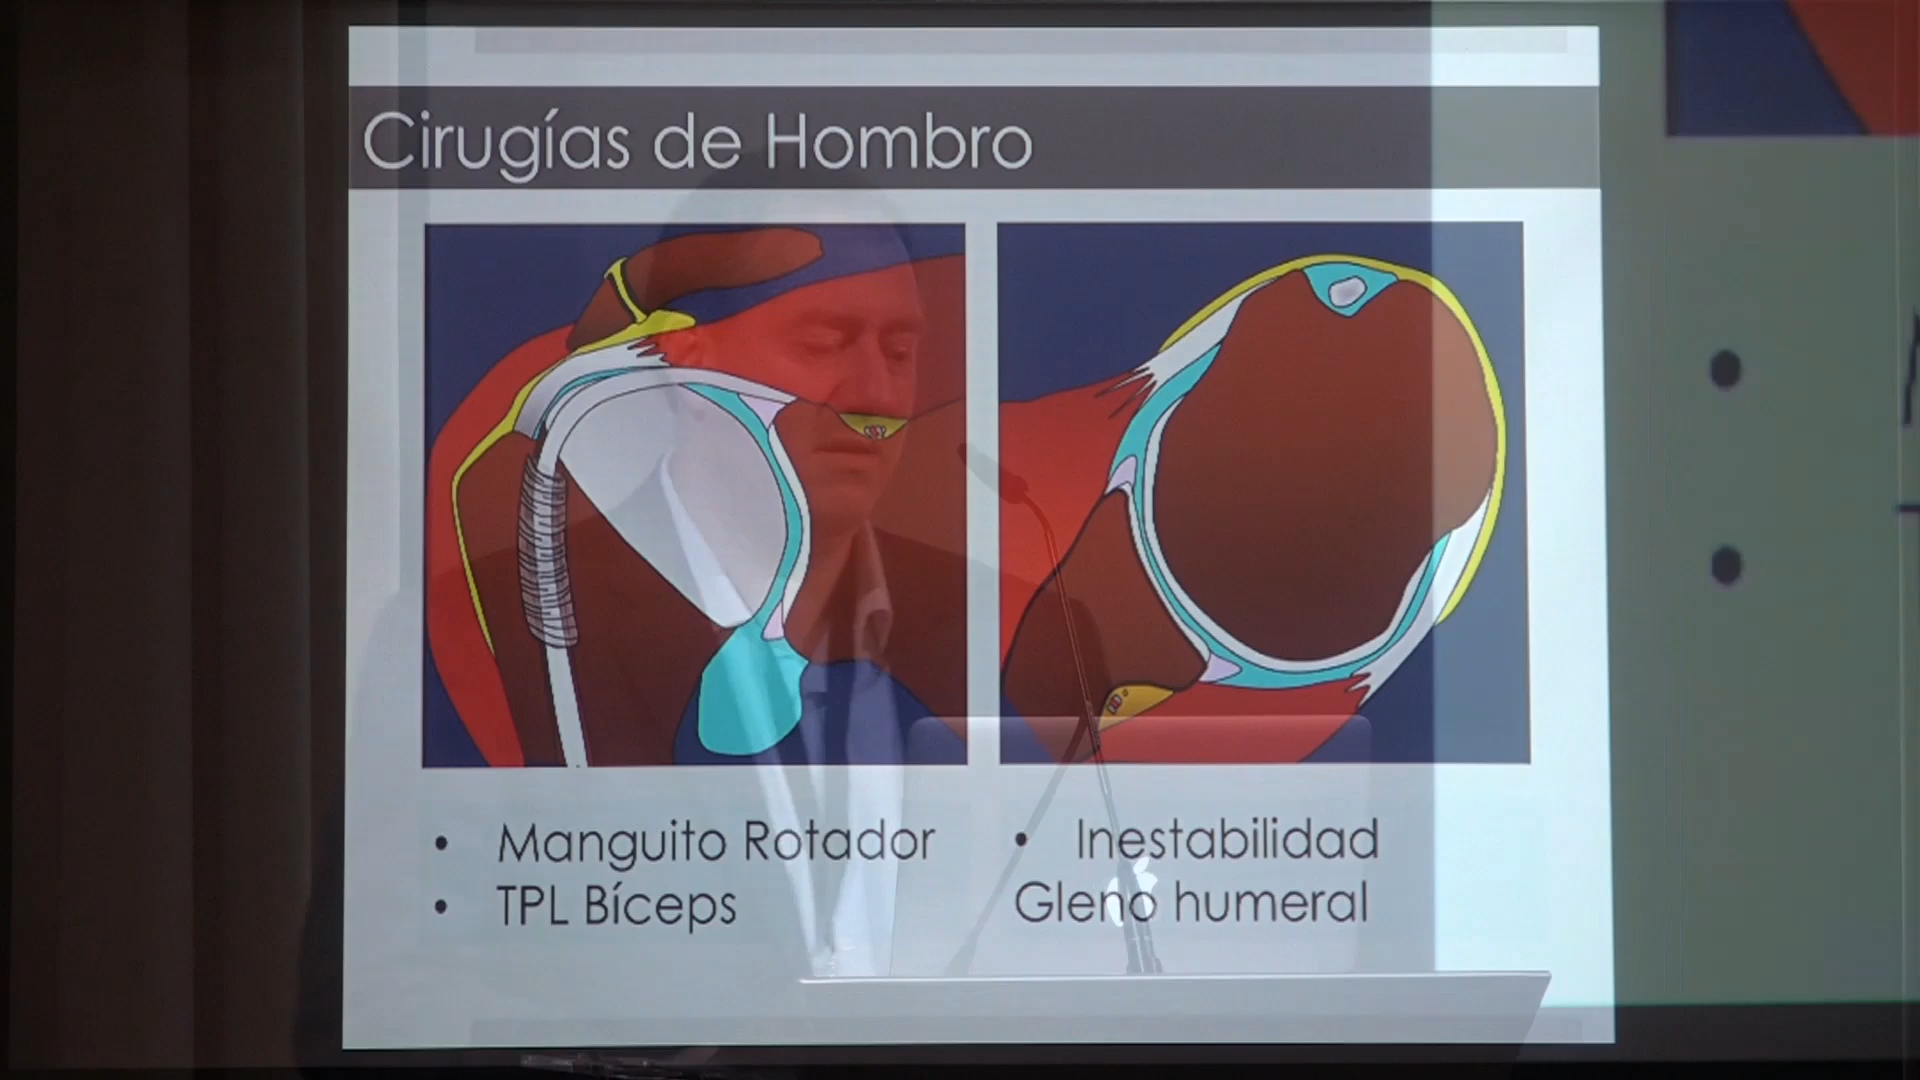 Cirugías de Hombro
• Manguito Rotador
• TPL Bíceps
• Inestabilidad
Gleno humeral